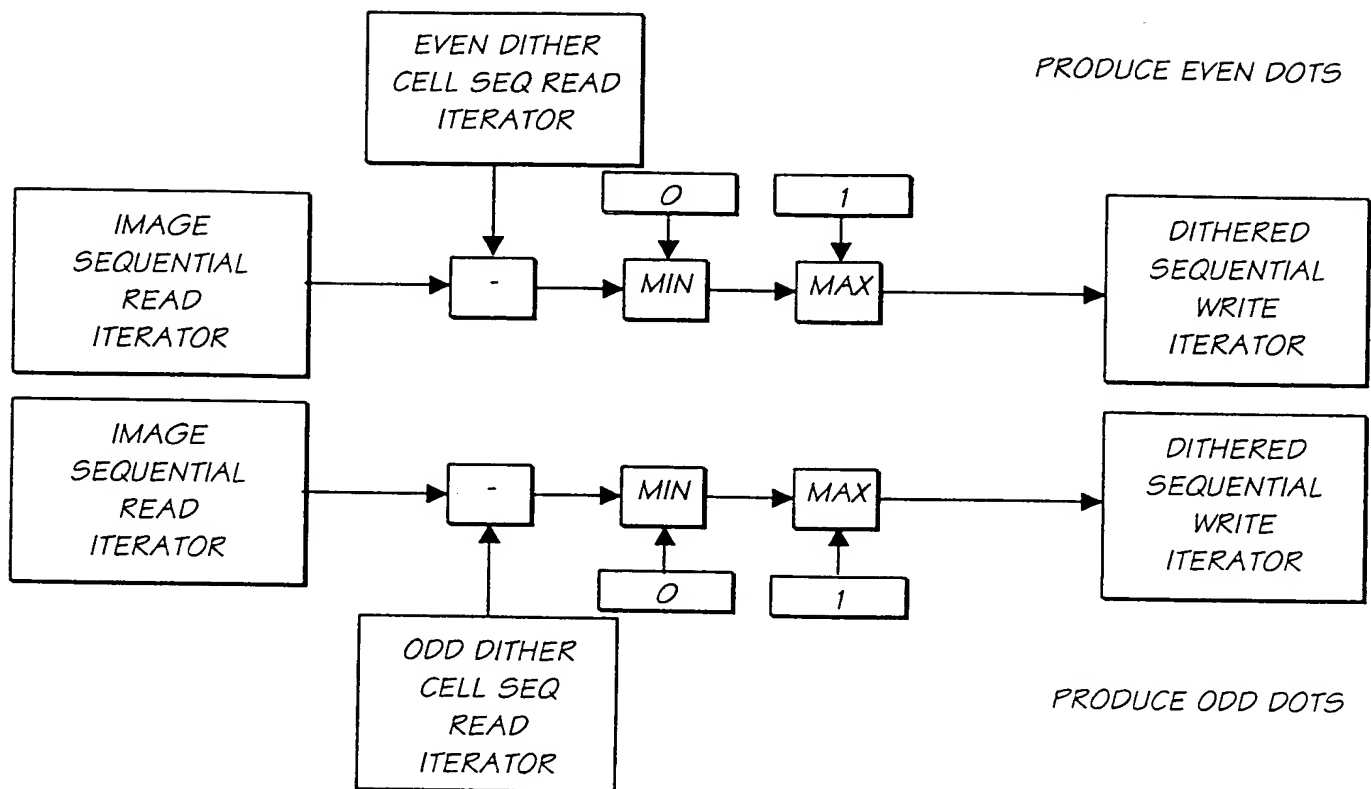 EVEN DITHER
CELL SEQ READ
ITERATOR
PRODUCE EVEN DOTS
0
1
IMAGE
SEQUENTIAL
READ
ITERATOR
-
MIN
MAX
DITHERED
SEQUENTIAL
WRITE
ITERATOR
IMAGE
SEQUENTIAL
READ
ITERATOR
-
MIN
MAX
DITHERED
SEQUENTIAL
WRITE
ITERATOR
0
1
ODD DITHER
CELL SEQ
READ
ITERATOR
PRODUCE ODD DOTS